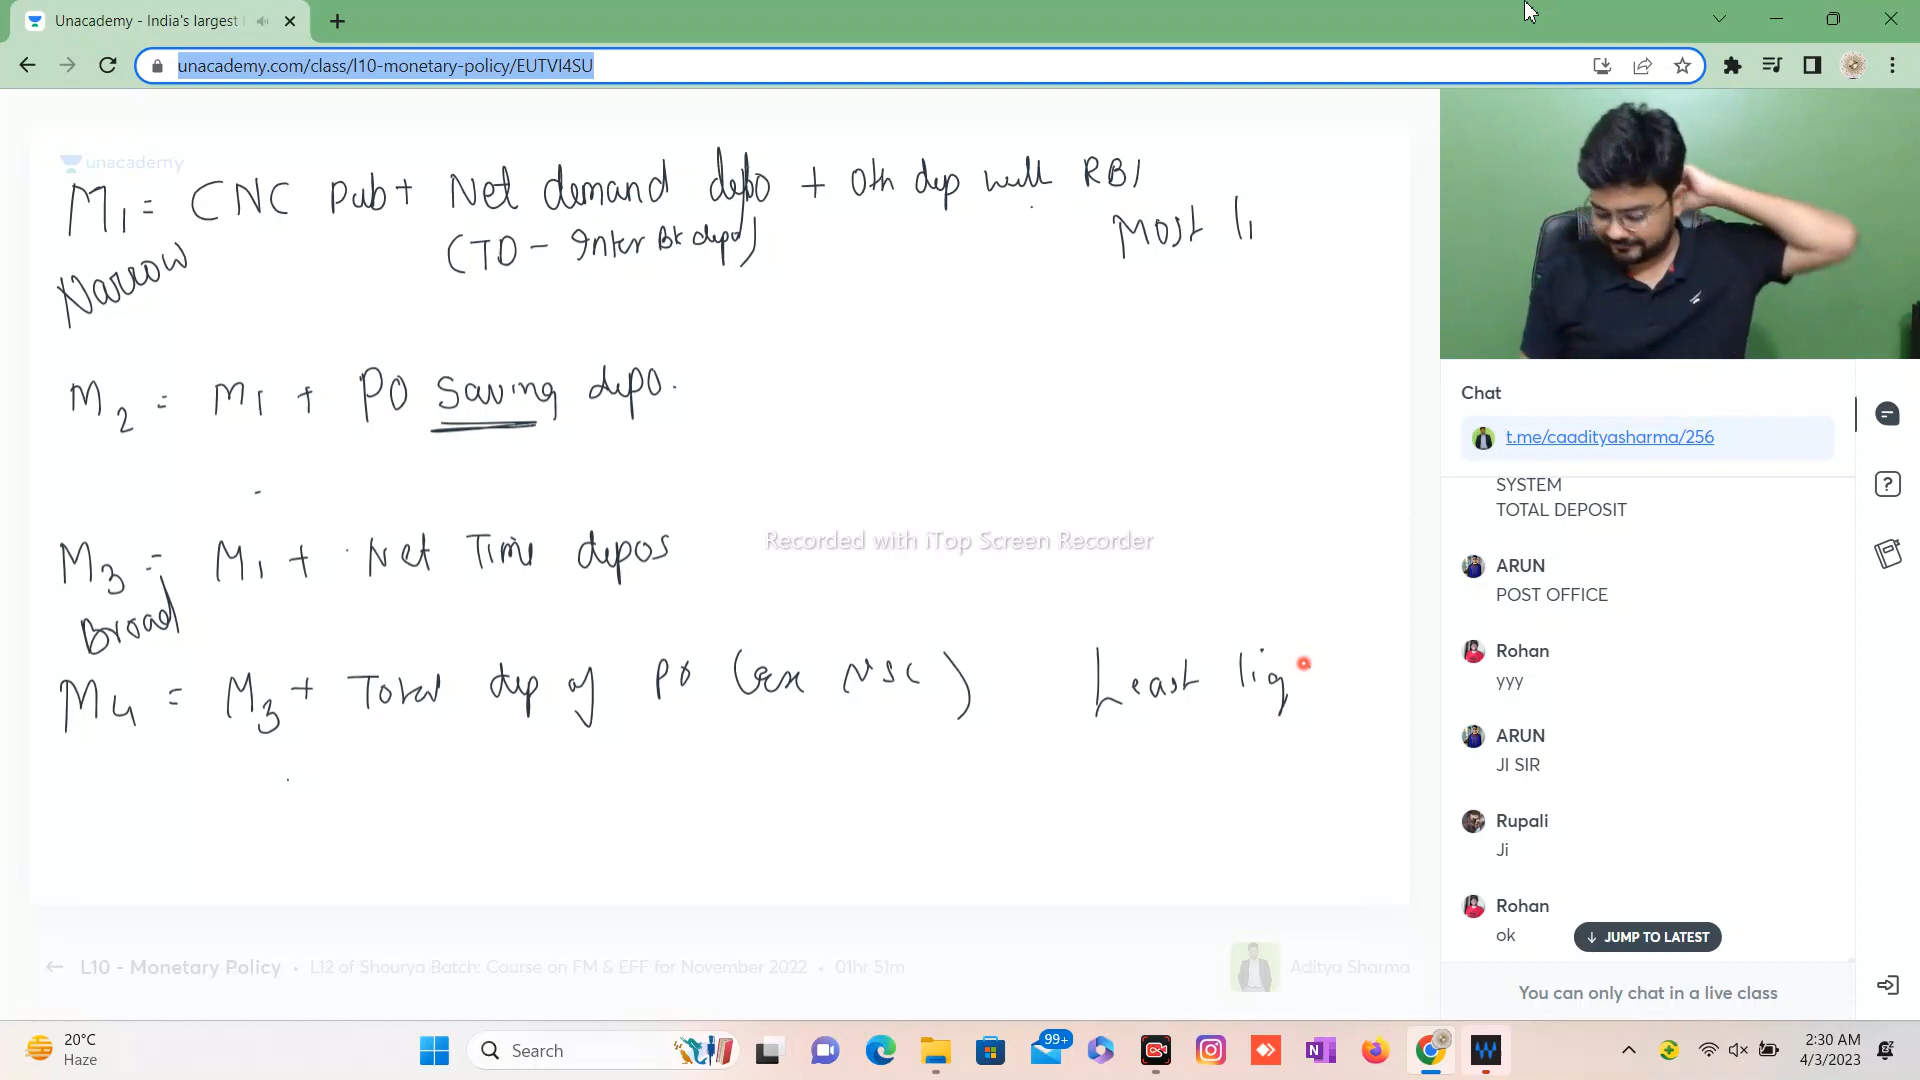 Unacademy - India's largest
unacademy.com/class/l10-monetary-policy/EUTVI4SU
unacademy
M1 = CNC Pub + Net demand depo + Oth dep with RBI
(TD - Inter Bk depo)
Most li
Narrow
M2 = M1 + PO Saving depo.
M3 = M1 + Net Time depos
Broad
M4 = M3 + Total dep of PO (ex NSC)
Least liq
Recorded with iTop Screen Recorder
L10 - Monetary Policy • L12 of Shourya Batch: Course on FM & EFF for November 2022 • 01hr 51m
Aditya Sharma
Chat
t.me/caadityasharma/256
SYSTEM
TOTAL DEPOSIT
ARUN
POST OFFICE
Rohan
yyy
ARUN
JI SIR
Rupali
Ji
Rohan
ok
JUMP TO LATEST
You can only chat in a live class
20°C
Haze
Search
99+
2:30 AM
4/3/2023